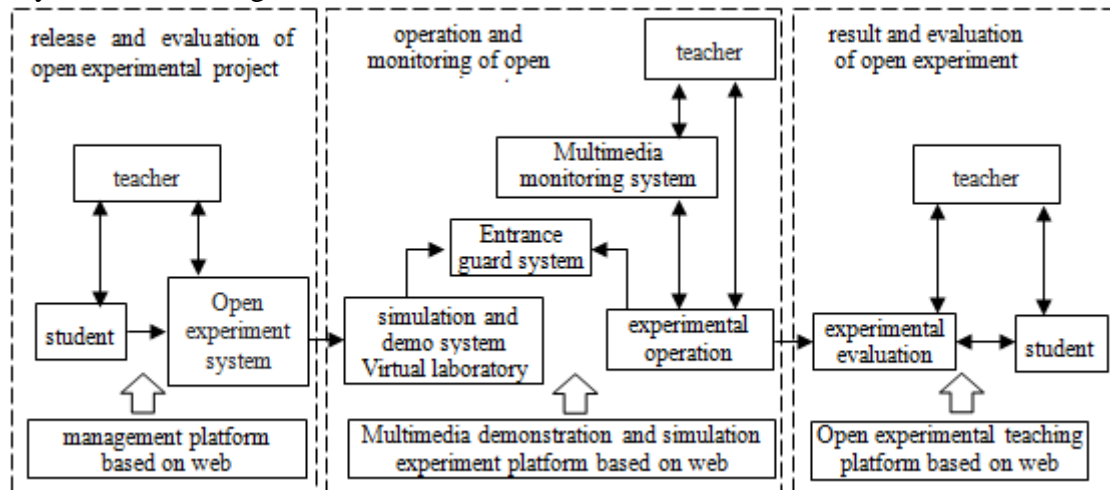 release and evaluation of
open experimental project
teacher
student
Open
experiment
system
management platform
based on web
operation and
monitoring of open
teacher
Multimedia
monitoring system
Entrance
guard system
simulation and
demo system
Virtual laboratory
experimental
operation
Multimedia demonstration and simulation
experiment platform based on web
result and evaluation
of open experiment
teacher
experimental
evaluation
student
Open experimental teaching
platform based on web